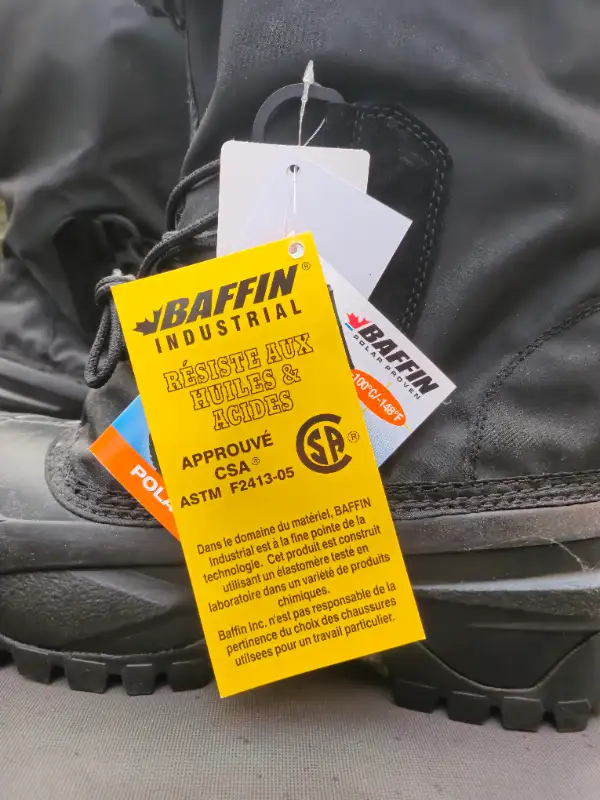 BAFFIN®
INDUSTRIAL
RÉSISTE AUX
HUILES &
ACIDES
APPROUVÉ
CSA®
ASTM F2413-05
CSA®
Dans le domaine du matériel, BAFFIN
Industrial est à la fine pointe de la
technologie. Cet produit est construit
utilisant un élastomère testé en
laboratoire dans un variété de produits
chimiques.
Baffin Inc. n'est pas responsable de la
pertinence du choix des chaussures
utilsees pour un travail particulier.
BAFFIN
POLAR PROVEN
-100°C/-148°F
POLA